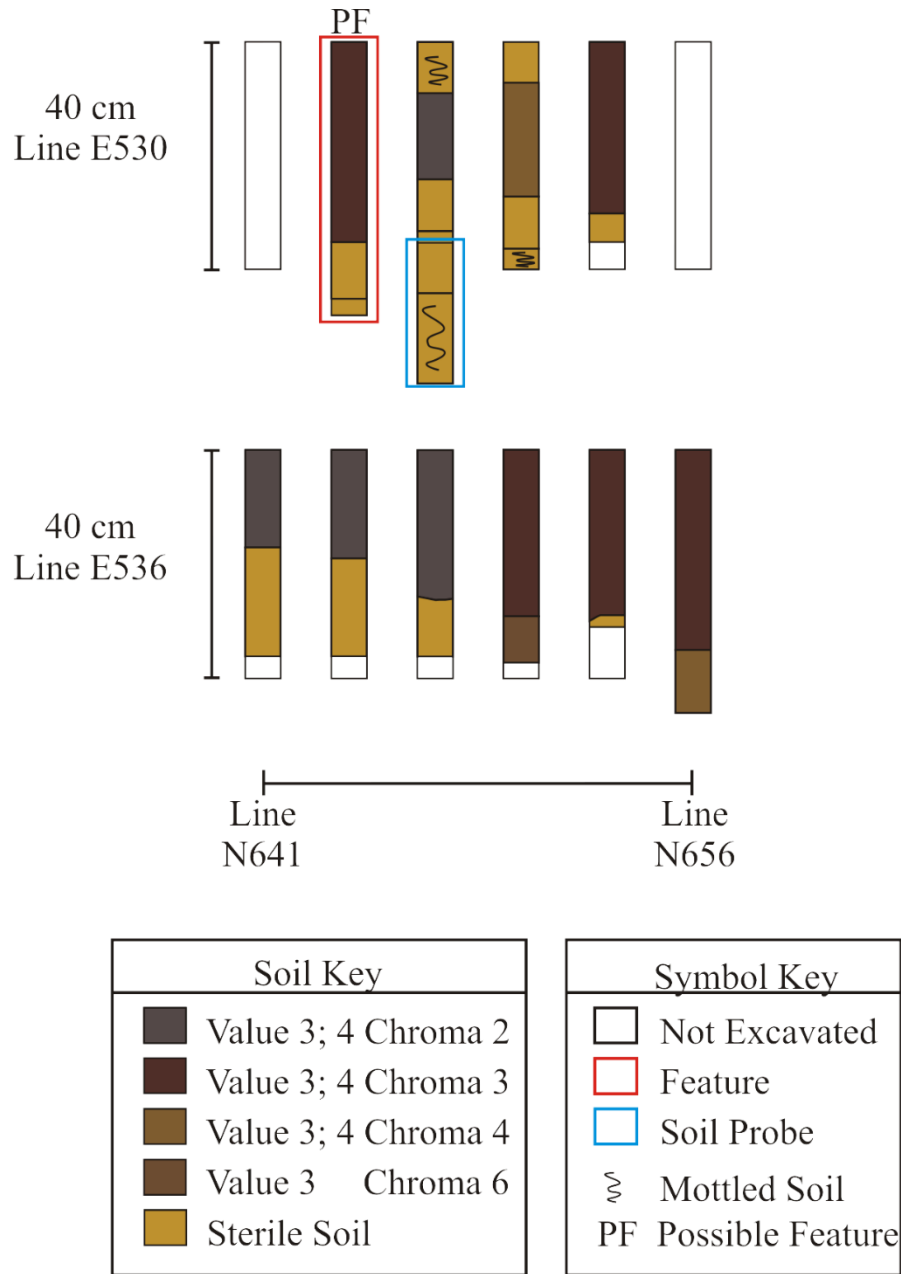 PF
40 cm
Line E530
40 cm
Line E536
Line
N641
Line
N656
Soil Key
Value 3; 4 Chroma 2
Value 3; 4 Chroma 3
Value 3; 4 Chroma 4
Value 3 Chroma 6
Sterile Soil
Symbol Key
Not Excavated
Feature
Soil Probe
Mottled Soil
PF Possible Feature